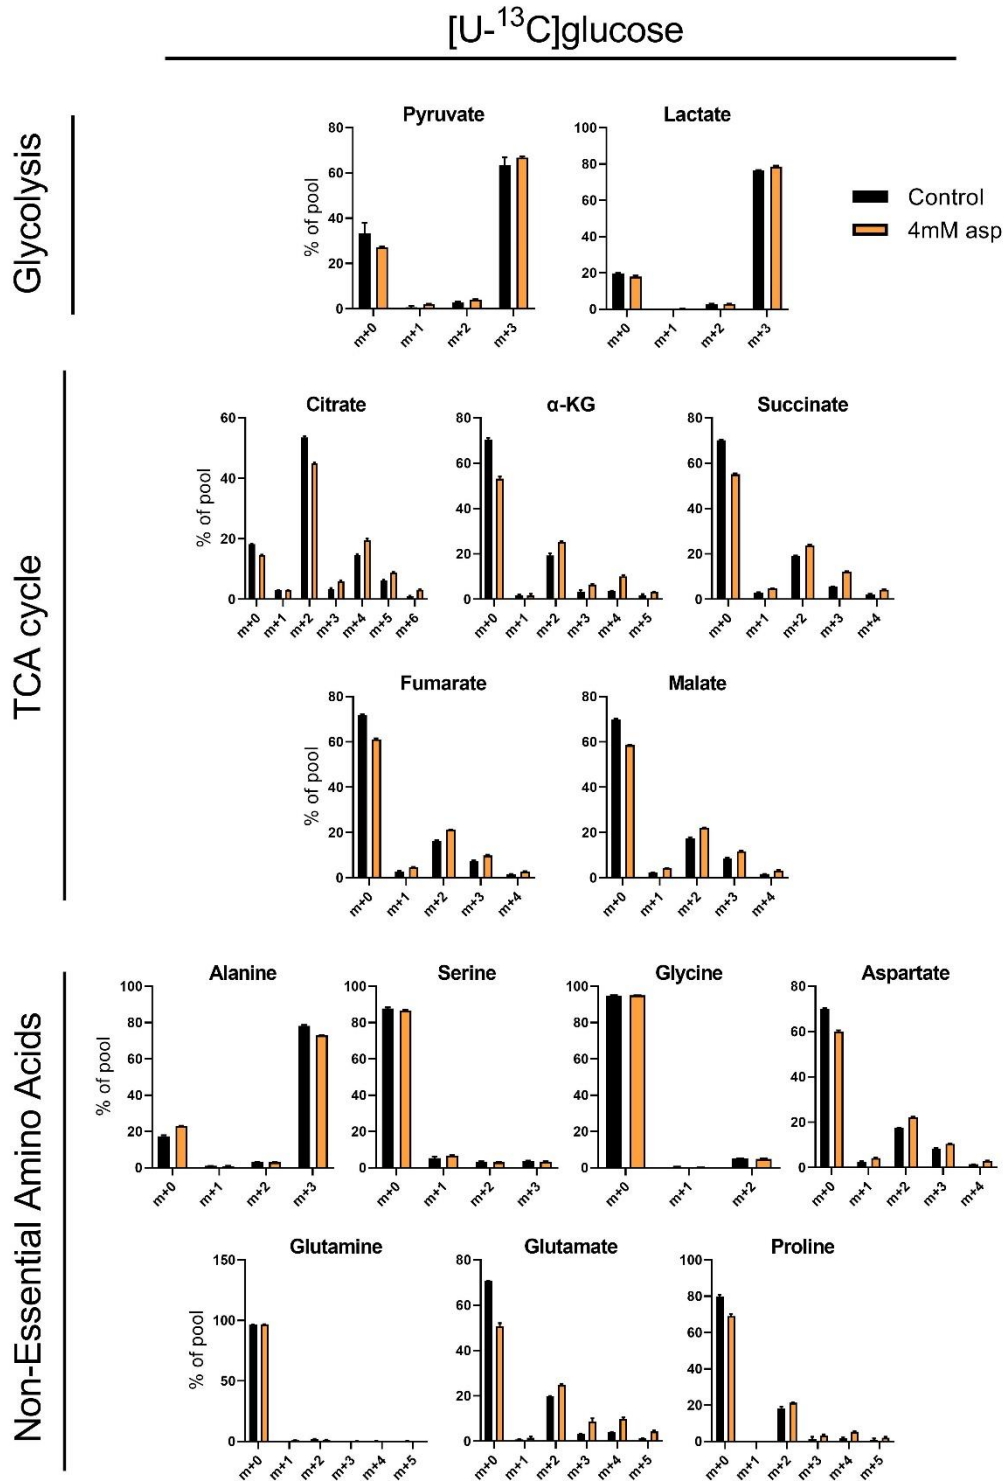 [U-¹³C]glucose
Glycolysis
Pyruvate
Lactate
% of pool
80
60
40
20
0
m+0 m+1 m+2 m+3
100
80
60
40
20
0
m+0 m+1 m+2 m+3
Control
4mM asp
TCA cycle
Citrate
α-KG
Succinate
% of pool
60
40
20
0
m+0 m+1 m+2 m+3 m+4 m+5 m+6
80
60
40
20
0
m+0 m+1 m+2 m+3 m+4 m+5
80
60
40
20
0
m+0 m+1 m+2 m+3 m+4
Fumarate
Malate
% of pool
80
60
40
20
0
m+0 m+1 m+2 m+3 m+4
80
60
40
20
0
m+0 m+1 m+2 m+3 m+4
Non-Essential Amino Acids
Alanine
Serine
Glycine
Aspartate
% of pool
100
80
60
40
20
0
m+0 m+1 m+2 m+3
100
80
60
40
20
0
m+0 m+1 m+2 m+3
100
80
60
40
20
0
m+0 m+1 m+2
80
60
40
20
0
m+0 m+1 m+2 m+3 m+4
Glutamine
Glutamate
Proline
% of pool
150
100
50
0
m+0 m+1 m+2 m+3 m+4 m+5
80
60
40
20
0
m+0 m+1 m+2 m+3 m+4 m+5
100
80
60
40
20
0
m+0 m+1 m+2 m+3 m+4 m+5